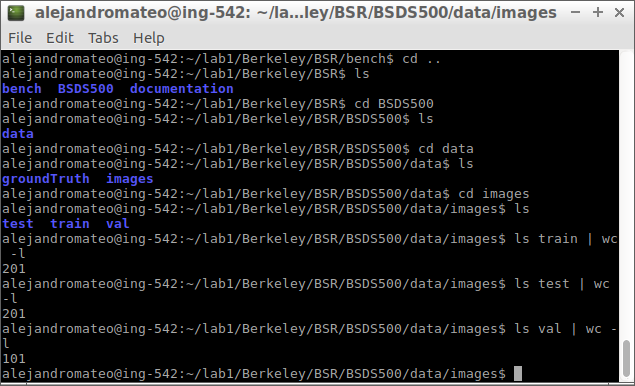 alejandromateo@ing-542: ~/la...ley/BSR/BSDS500/data/images
File Edit Tabs Help
alejandromateo@ing-542:~/lab1/Berkeley/BSR/bench$ cd ..
alejandromateo@ing-542:~/lab1/Berkeley/BSR$ ls
bench  BSDS500  documentation
alejandromateo@ing-542:~/lab1/Berkeley/BSR$ cd BSDS500
alejandromateo@ing-542:~/lab1/Berkeley/BSR/BSDS500$ ls
data
alejandromateo@ing-542:~/lab1/Berkeley/BSR/BSDS500$ cd data
alejandromateo@ing-542:~/lab1/Berkeley/BSR/BSDS500/data$ ls
groundTruth  images
alejandromateo@ing-542:~/lab1/Berkeley/BSR/BSDS500/data$ cd images
alejandromateo@ing-542:~/lab1/Berkeley/BSR/BSDS500/data/images$ ls
test  train  val
alejandromateo@ing-542:~/lab1/Berkeley/BSR/BSDS500/data/images$ ls train | wc
 -l
201
alejandromateo@ing-542:~/lab1/Berkeley/BSR/BSDS500/data/images$ ls test | wc
-l
201
alejandromateo@ing-542:~/lab1/Berkeley/BSR/BSDS500/data/images$ ls val | wc -
l
101
alejandromateo@ing-542:~/lab1/Berkeley/BSR/BSDS500/data/images$